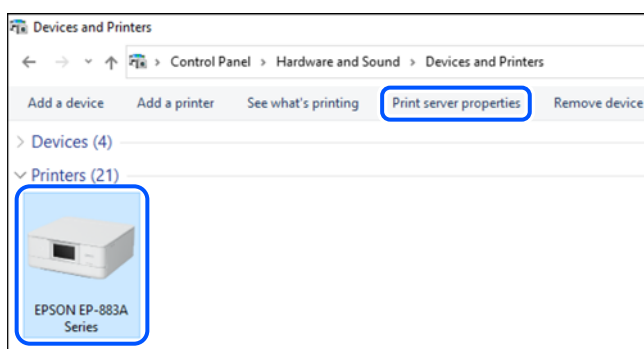 Devices and Printers
Control Panel > Hardware and Sound > Devices and Printers
Add a device Add a printer See what's printing Print server properties Remove device
Devices (4)
Printers (21)
EPSON EP-883A
Series